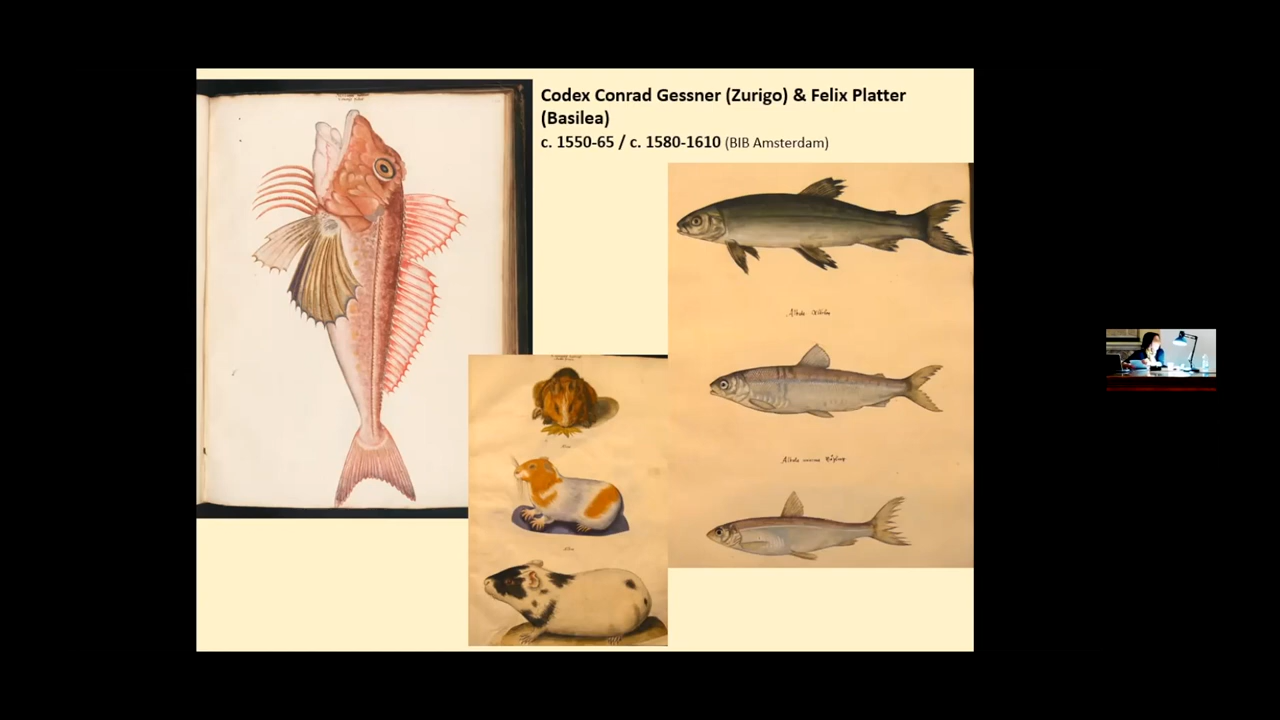 Codex Conrad Gessner (Zurigo) & Felix Platter
(Basilea)
c. 1550-65 / c. 1580-1610 (BIB Amsterdam)